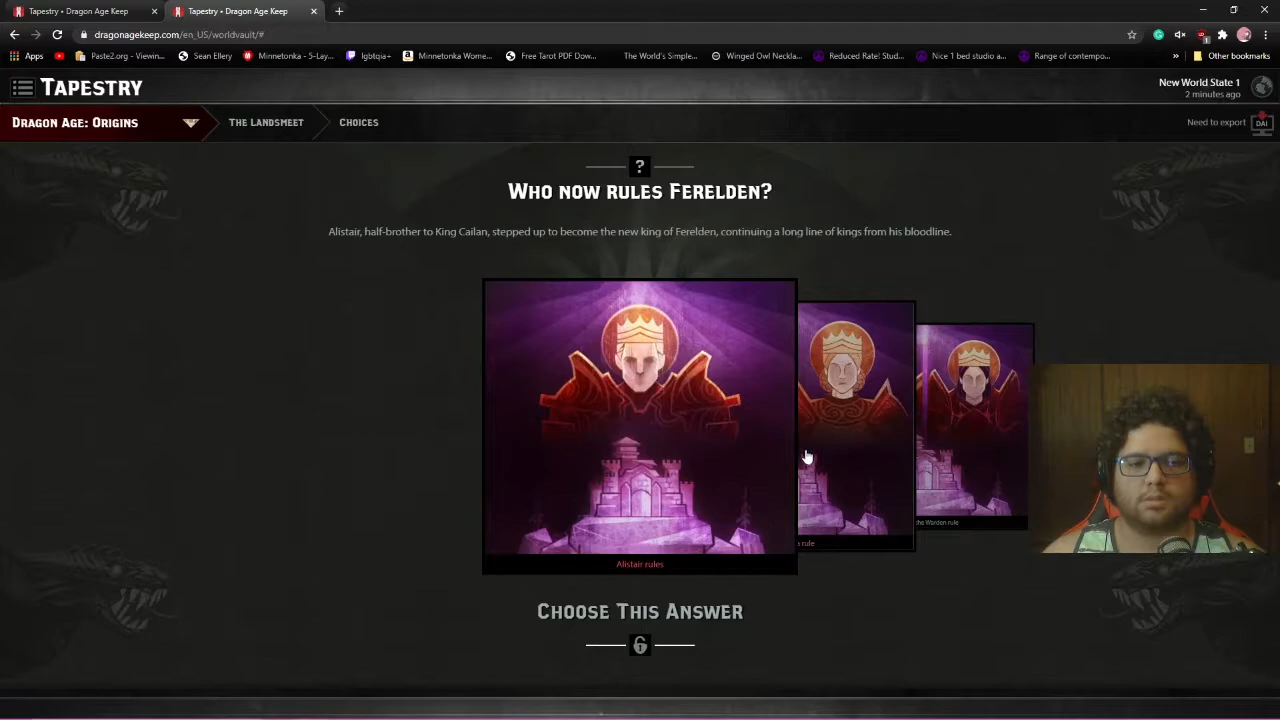 Tapestry • Dragon Age Keep
Tapestry • Dragon Age Keep
dragonagekeep.com/en_US/worldvault/#
Apps
Paste2.org - Viewin...
Sean Ellery
Minnetonka - 5-Lay...
lgbtqia+
Minnetonka Wome...
Free Tarot PDF Dow...
The World's Simple...
Winged Owl Neckla...
Reduced Rate! Stud...
Nice 1 bed studio a...
Range of contempo...
»
Other bookmarks
TAPESTRY
New World State 1
2 minutes ago
DRAGON AGE: ORIGINS
THE LANDSMEET
CHOICES
Need to export
DAI
?
WHO NOW RULES FERELDEN?
Alistair, half-brother to King Cailan, stepped up to become the new king of Ferelden, continuing a long line of kings from his bloodline.
Alistair rules
rule
the Warden rule
CHOOSE THIS ANSWER